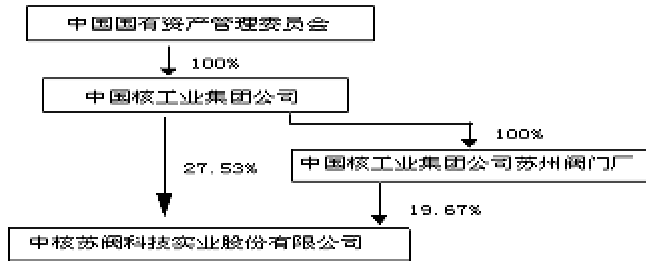 中国国有资产管理委员会
100%
中国核工业集团公司
100%
27.53%
中国核工业集团公司苏州阀门厂
19.67%
中核苏阀科技实业股份有限公司